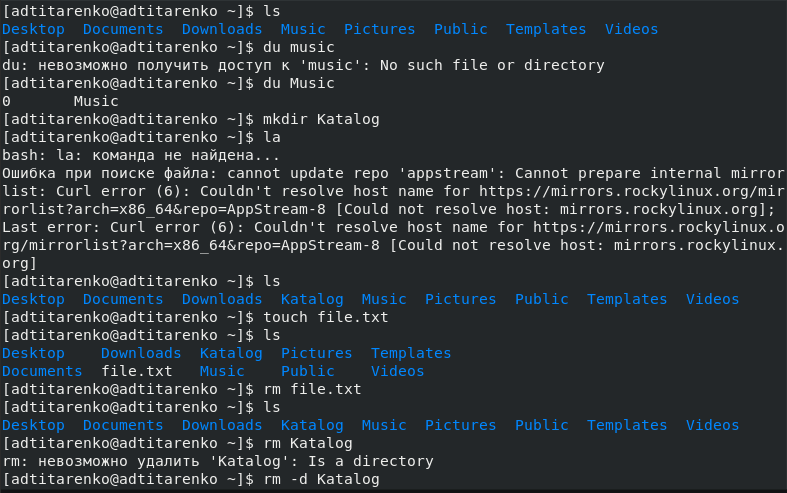 [adtitarenko@adtitarenko ~]$ ls
Desktop  Documents  Downloads  Music  Pictures  Public  Templates  Videos
[adtitarenko@adtitarenko ~]$ du music
du: невозможно получить доступ к 'music': No such file or directory
[adtitarenko@adtitarenko ~]$ du Music
0       Music
[adtitarenko@adtitarenko ~]$ mkdir Katalog
[adtitarenko@adtitarenko ~]$ la
bash: la: команда не найдена...
Ошибка при поиске файла: cannot update repo 'appstream': Cannot prepare internal mirror
list: Curl error (6): Couldn't resolve host name for https://mirrors.rockylinux.org/mir
rorlist?arch=x86_64&repo=AppStream-8 [Could not resolve host: mirrors.rockylinux.org];
Last error: Curl error (6): Couldn't resolve host name for https://mirrors.rockylinux.o
rg/mirrorlist?arch=x86_64&repo=AppStream-8 [Could not resolve host: mirrors.rockylinux.
org]
[adtitarenko@adtitarenko ~]$ ls
Desktop  Documents  Downloads  Katalog  Music  Pictures  Public  Templates  Videos
[adtitarenko@adtitarenko ~]$ touch file.txt
[adtitarenko@adtitarenko ~]$ ls
Desktop    Downloads  Katalog  Pictures  Templates
Documents  file.txt   Music    Public    Videos
[adtitarenko@adtitarenko ~]$ rm file.txt
[adtitarenko@adtitarenko ~]$ ls
Desktop  Documents  Downloads  Katalog  Music  Pictures  Public  Templates  Videos
[adtitarenko@adtitarenko ~]$ rm Katalog
rm: невозможно удалить 'Katalog': Is a directory
[adtitarenko@adtitarenko ~]$ rm -d Katalog